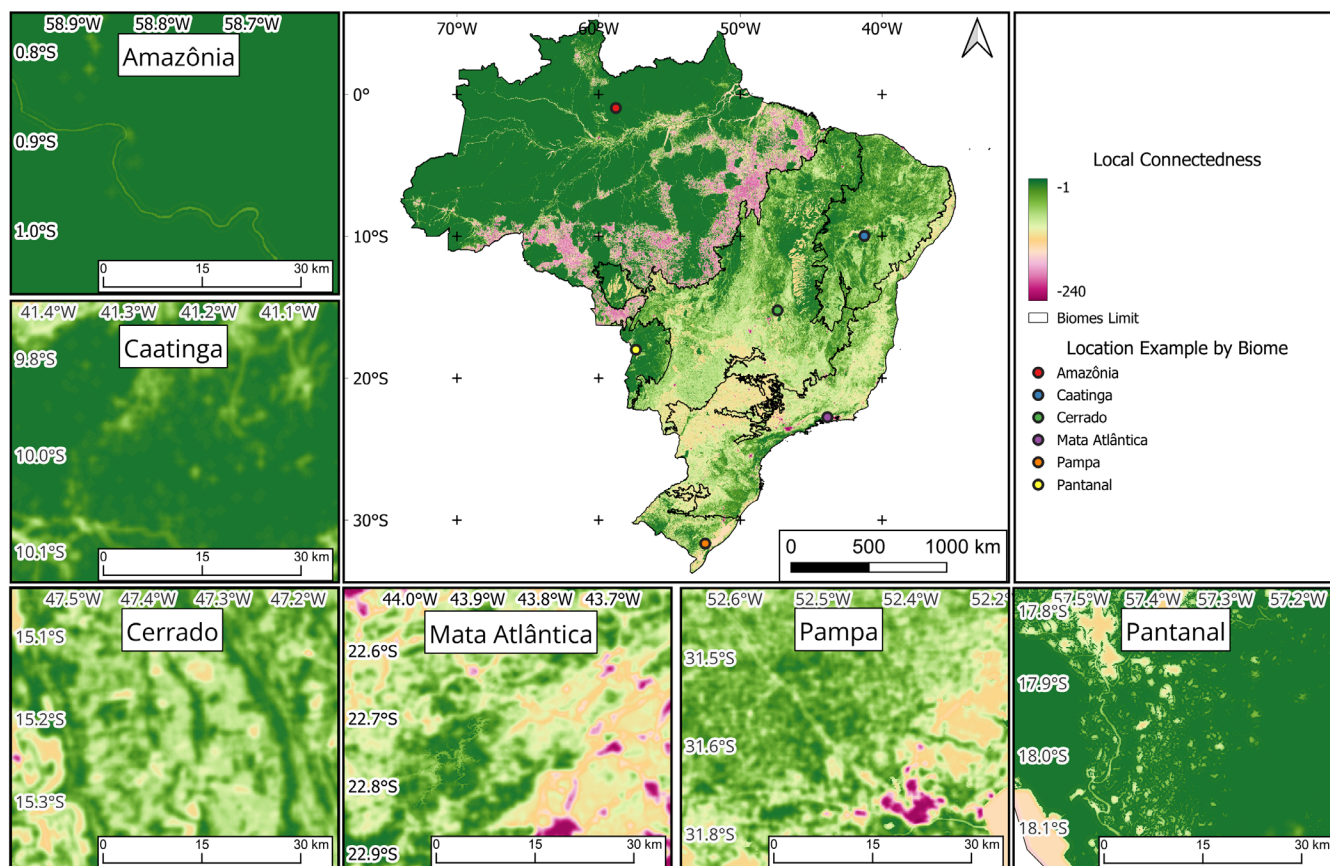 58.9°W 58.8°W 58.7°W
0.8°S
Amazônia
0.9°S
1.0°S
0 15 30 km
41.4°W 41.3°W 41.2°W 41.1°W
Caatinga
9.8°S
10.0°S
10.1°S
0 15 30 km
70°W 60°W 50°W 40°W
0°
10°S
20°S
30°S
0 500 1000 km
Local Connectedness
-1
-240
Biomes Limit
Location Example by Biome
Amazônia
Caatinga
Cerrado
Mata Atlântica
Pampa
Pantanal
47.5°W 47.4°W 47.3°W 47.2°W
Cerrado
15.1°S
15.2°S
15.3°S
0 15 30 km
44.0°W 43.9°W 43.8°W 43.7°W
Mata Atlântica
22.6°S
22.7°S
22.8°S
22.9°S
0 15 30 km
52.6°W 52.5°W 52.4°W 52.2°
Pampa
31.5°S
31.6°S
31.8°S
0 15 30 km
57.5°W 57.4°W 57.3°W 57.2°W
17.8°S
Pantanal
17.9°S
18.0°S
18.1°S
0 15 30 km